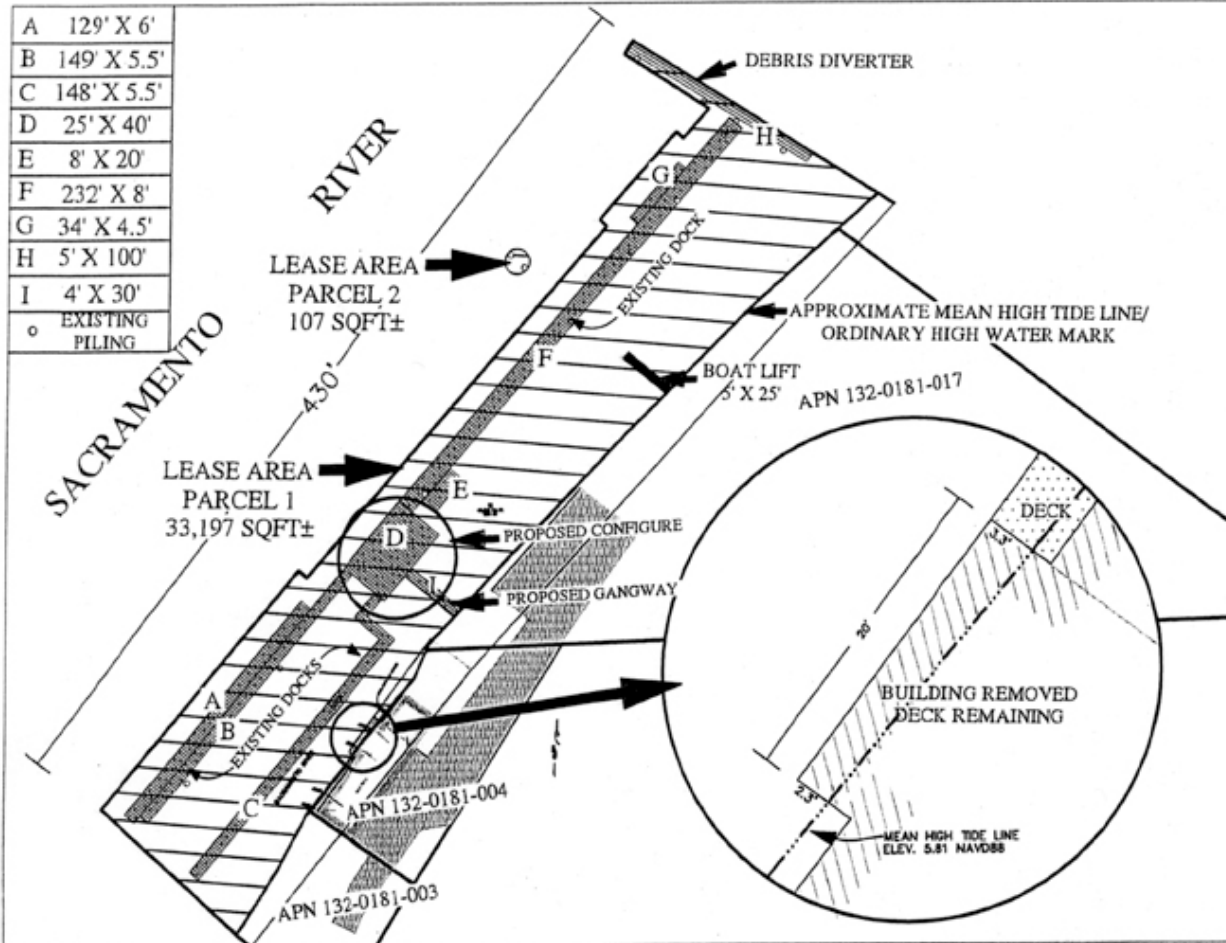 A 129' X 6'
B 149' X 5.5'
C 148' X 5.5'
D 25' X 40'
E 8' X 20'
F 232' X 8'
G 34' X 4.5'
H 5' X 100'
I 4' X 30'
EXISTING
PILING
SACRAMENTO RIVER
430'
DEBRIS DIVERTER
H
G
EXISTING DOCK
LEASE AREA
PARCEL 2
107 SQFT±
APPROXIMATE MEAN HIGH TIDE LINE/
ORDINARY HIGH WATER MARK
F
BOAT LIFT
5' X 25'
APN 132-0181-017
LEASE AREA
PARCEL 1
33,197 SQFT±
E
D
PROPOSED CONFIGURE
I
PROPOSED GANGWAY
A
B
EXISTING DOCKS
C
APN 132-0181-004
APN 132-0181-003
DECK
3.3'
20'
BUILDING REMOVED
DECK REMAINING
2.3'
MEAN HIGH TIDE LINE
ELEV. 5.81 NAVD88